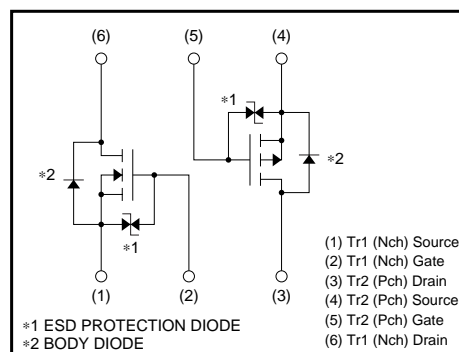 (6) (5) (4)
*1
*2 *2
*1
(1) (2) (3)
(1) Tr1 (Nch) Source
(2) Tr1 (Nch) Gate
(3) Tr2 (Pch) Drain
(4) Tr2 (Pch) Source
(5) Tr2 (Pch) Gate
(6) Tr1 (Nch) Drain
*1 ESD PROTECTION DIODE
*2 BODY DIODE